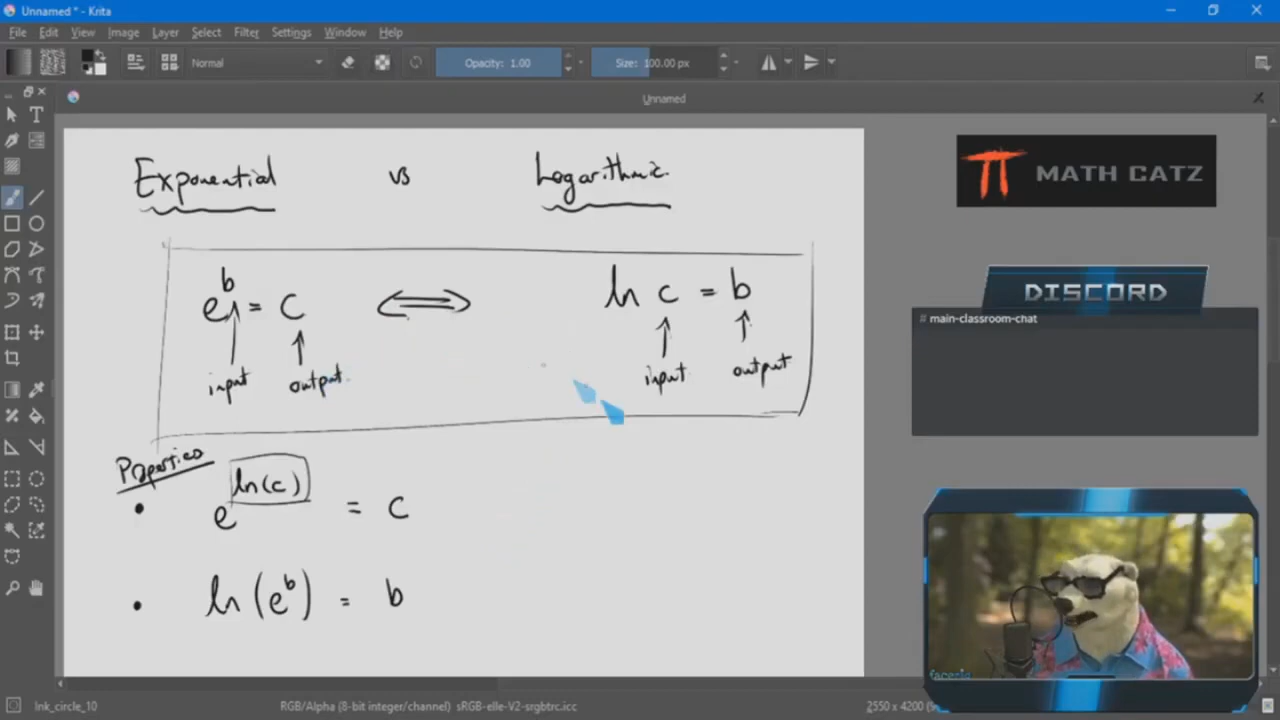 Unnamed * - Krita
File Edit View Image Layer Select Filter Settings Window Help
Normal Opacity: 1.00 Size: 100.00 px
Unnamed
Exponential vs Logarithmic
e^b = c ⟺ ln c = b
input output input output
Properties
• e^ln(c) = c
• ln(e^b) = b
π MATH CATZ
DISCORD
# main-classroom-chat
facerig
Ink_circle_10 RGB/Alpha (8-bit integer/channel) sRGB-elle-V2-srgbtrc.icc 2550 x 4200